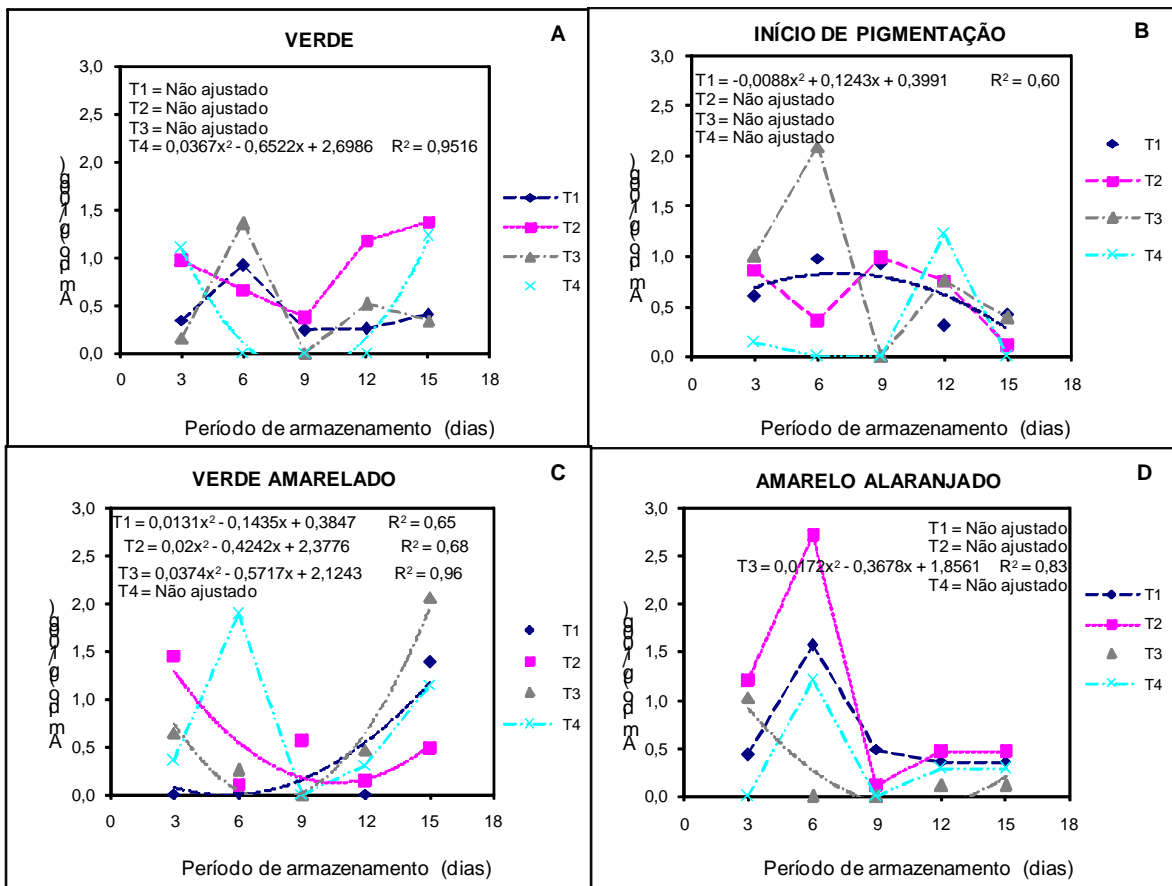 VERDE
A
T1 = Não ajustado
T2 = Não ajustado
T3 = Não ajustado
T4 = 0,0367x² - 0,6522x + 2,6986 R² = 0,9516
3,0
2,5
2,0
1,5
1,0
0,5
0,0
Amido (g/100g)
0 3 6 9 12 15 18
Período de armazenamento (dias)
T1
T2
T3
T4
INÍCIO DE PIGMENTAÇÃO
B
T1 = -0,0088x² + 0,1243x + 0,3991 R² = 0,60
T2 = Não ajustado
T3 = Não ajustado
T4 = Não ajustado
3,0
2,5
2,0
1,5
1,0
0,5
0,0
Amido (g/100g)
0 3 6 9 12 15 18
Período de armazenamento (dias)
T1
T2
T3
T4
VERDE AMARELADO
C
T1 = 0,0131x² - 0,1435x + 0,3847 R² = 0,65
T2 = 0,02x² - 0,4242x + 2,3776 R² = 0,68
T3 = 0,0374x² - 0,5717x + 2,1243 R² = 0,96
T4 = Não ajustado
3,0
2,5
2,0
1,5
1,0
0,5
0,0
Amido (g/100g)
0 3 6 9 12 15 18
Período de armazenamento (dias)
T1
T2
T3
T4
AMARELO ALARANJADO
D
T1 = Não ajustado
T2 = Não ajustado
T3 = 0,0172x² - 0,3678x + 1,8561 R² = 0,83
T4 = Não ajustado
3,0
2,5
2,0
1,5
1,0
0,5
0,0
Amido (g/100g)
0 3 6 9 12 15 18
Período de armazenamento (dias)
T1
T2
T3
T4